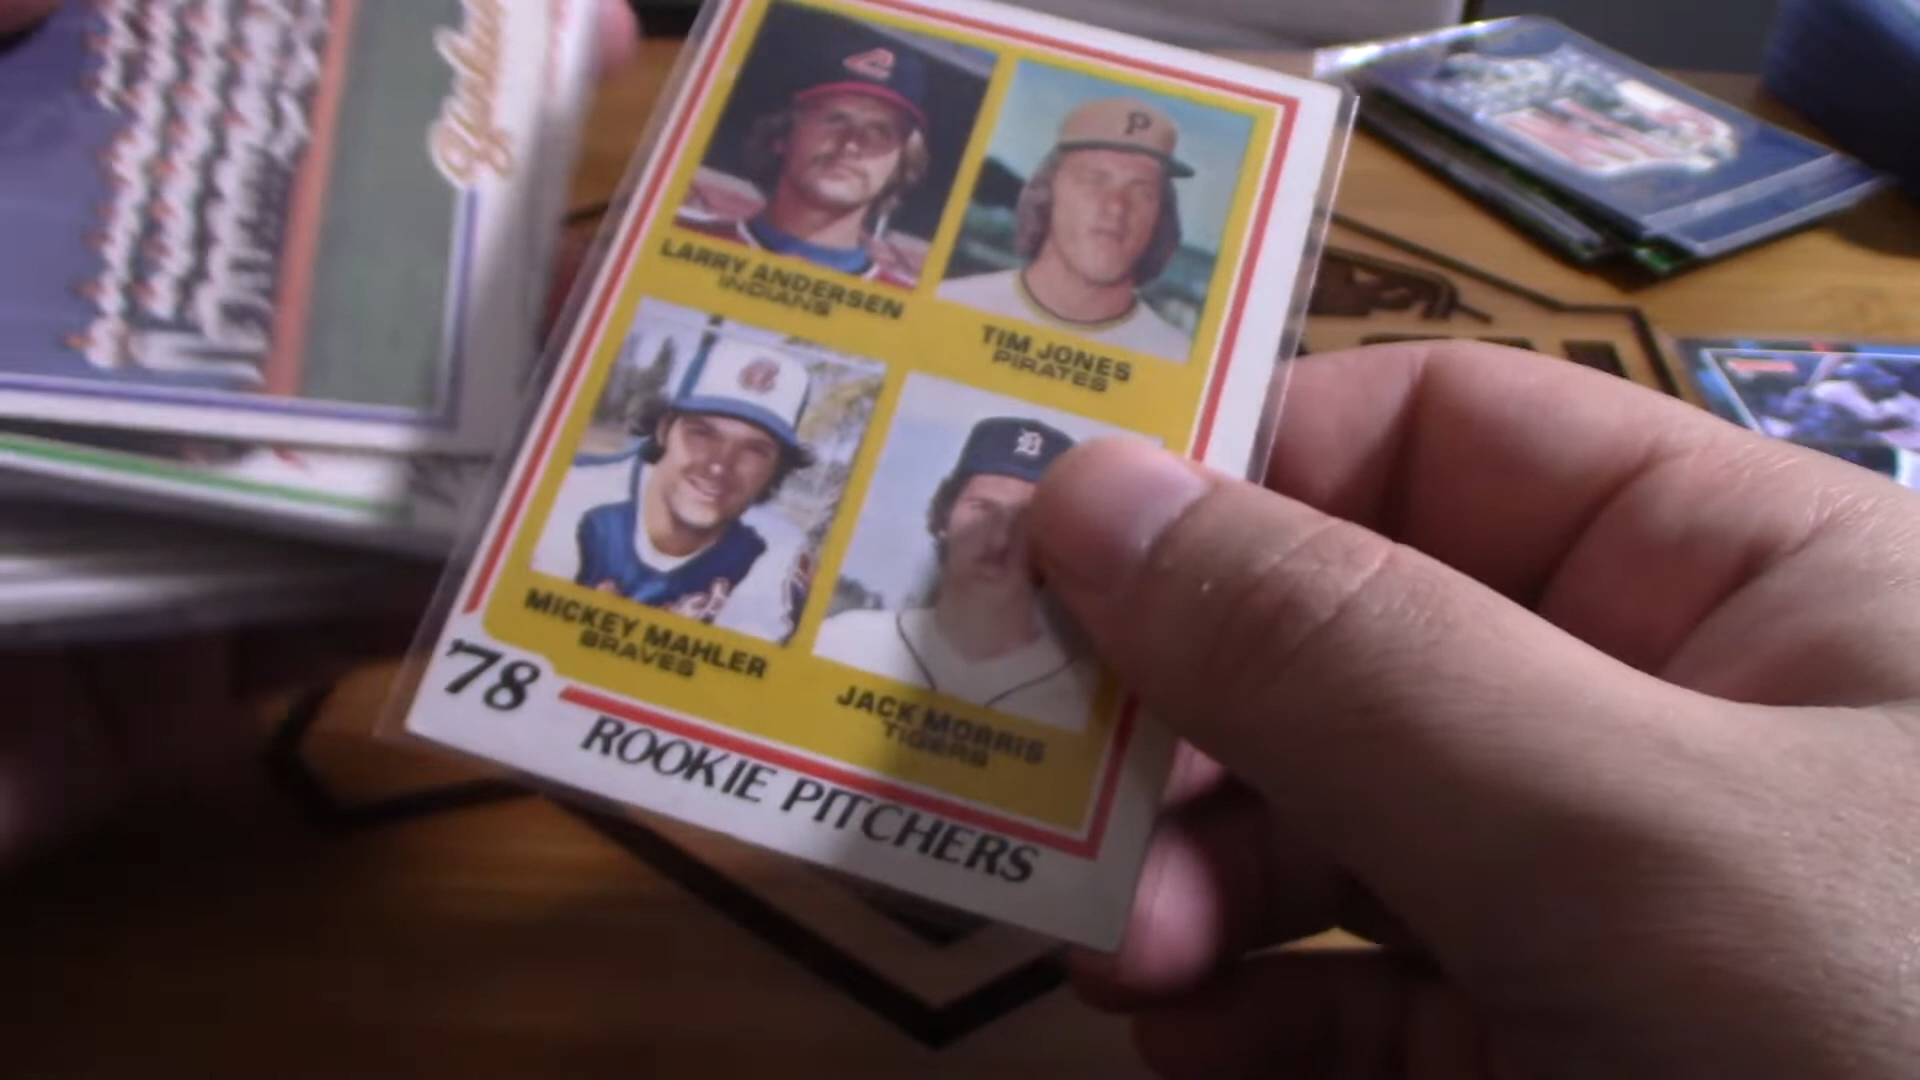 LARRY ANDERSEN
INDIANS
TIM JONES
PIRATES
MICKEY MAHLER
BRAVES
JACK MORRIS
TIGERS
'78
ROOKIE PITCHERS
P